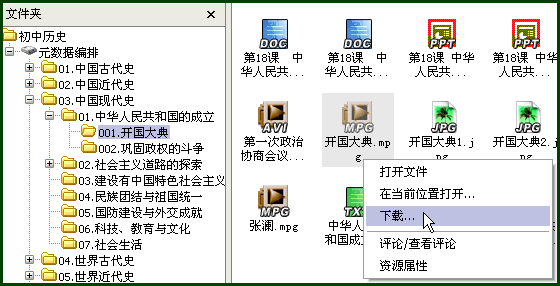 文件夹
初中历史
元数据编排
01.中国古代史
02.中国近代史
03.中国现代史
01.中华人民共和国的成立
001.开国大典
002.巩固政权的斗争
02.社会主义道路的探索
03.建设有中国特色社会主义
04.民族团结与祖国统一
05.国防建设与外交成就
06.科技、教育与文化
07.社会生活
04.世界古代史
05.世界近代史
DOC
第18课 中
华人民共...
DOC
第18课 中
华人民共...
PPT
第18课 中华
人民共...
PPT
第18课 中华
人民共...
AVI
第一次政治
协商会议...
MPG
开国大典.mp
g
JPG
开国大典1.j
JPG
开国大典2.j
MPG
张澜.mpg
TX
中华人
和国成
打开文件
在当前位置打开...
下载...
评论/查看评论
资源属性